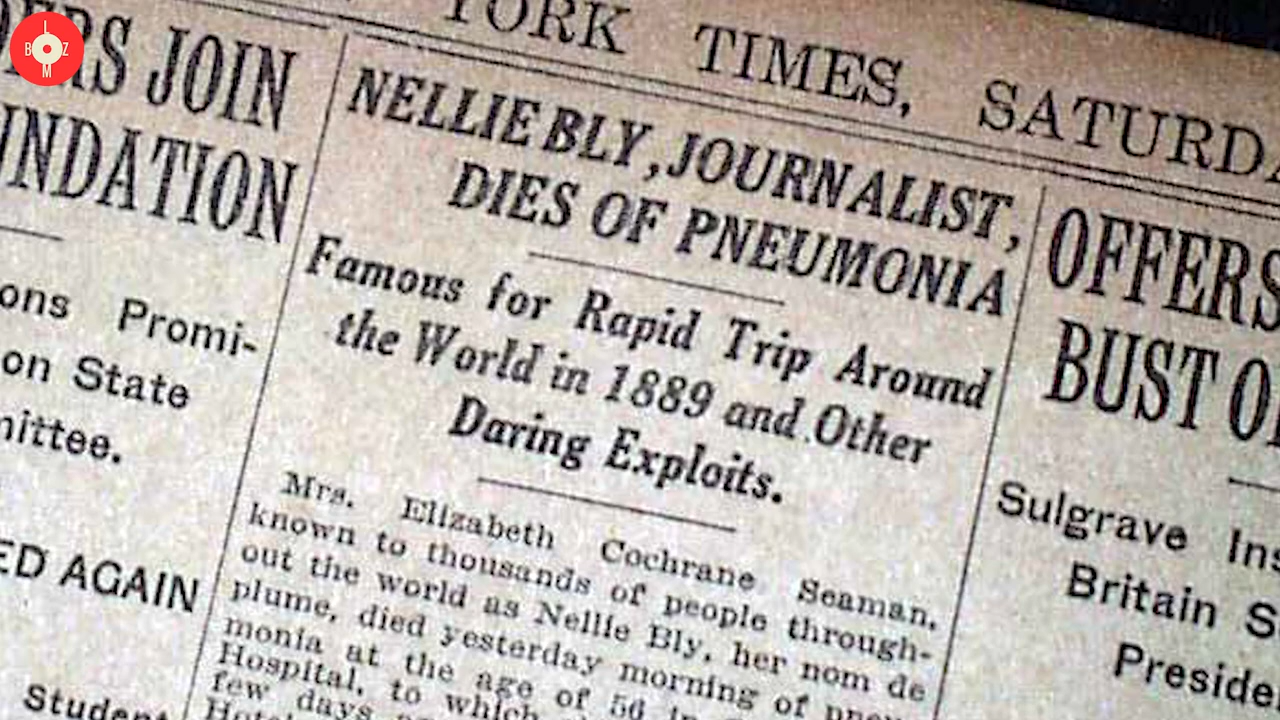 L
B O Z
M
YORK TIMES, SATURDA
ERS JOIN
NDATION
ons Promi-
on State
mittee.
ED AGAIN
Student
NELLIE BLY, JOURNALIST,
DIES OF PNEUMONIA
Famous for Rapid Trip Around
the World in 1889 and Other
Daring Exploits.
Mrs. Elizabeth Cochrane Seaman,
known to thousands of people through-
out the world as Nellie Bly, her nom de
plume, died yesterday morning of pneu-
monia at the age of 56 in
Hospital, to which
few days
OFFERS
BUST O
Sulgrave Ins
Britain S
Preside